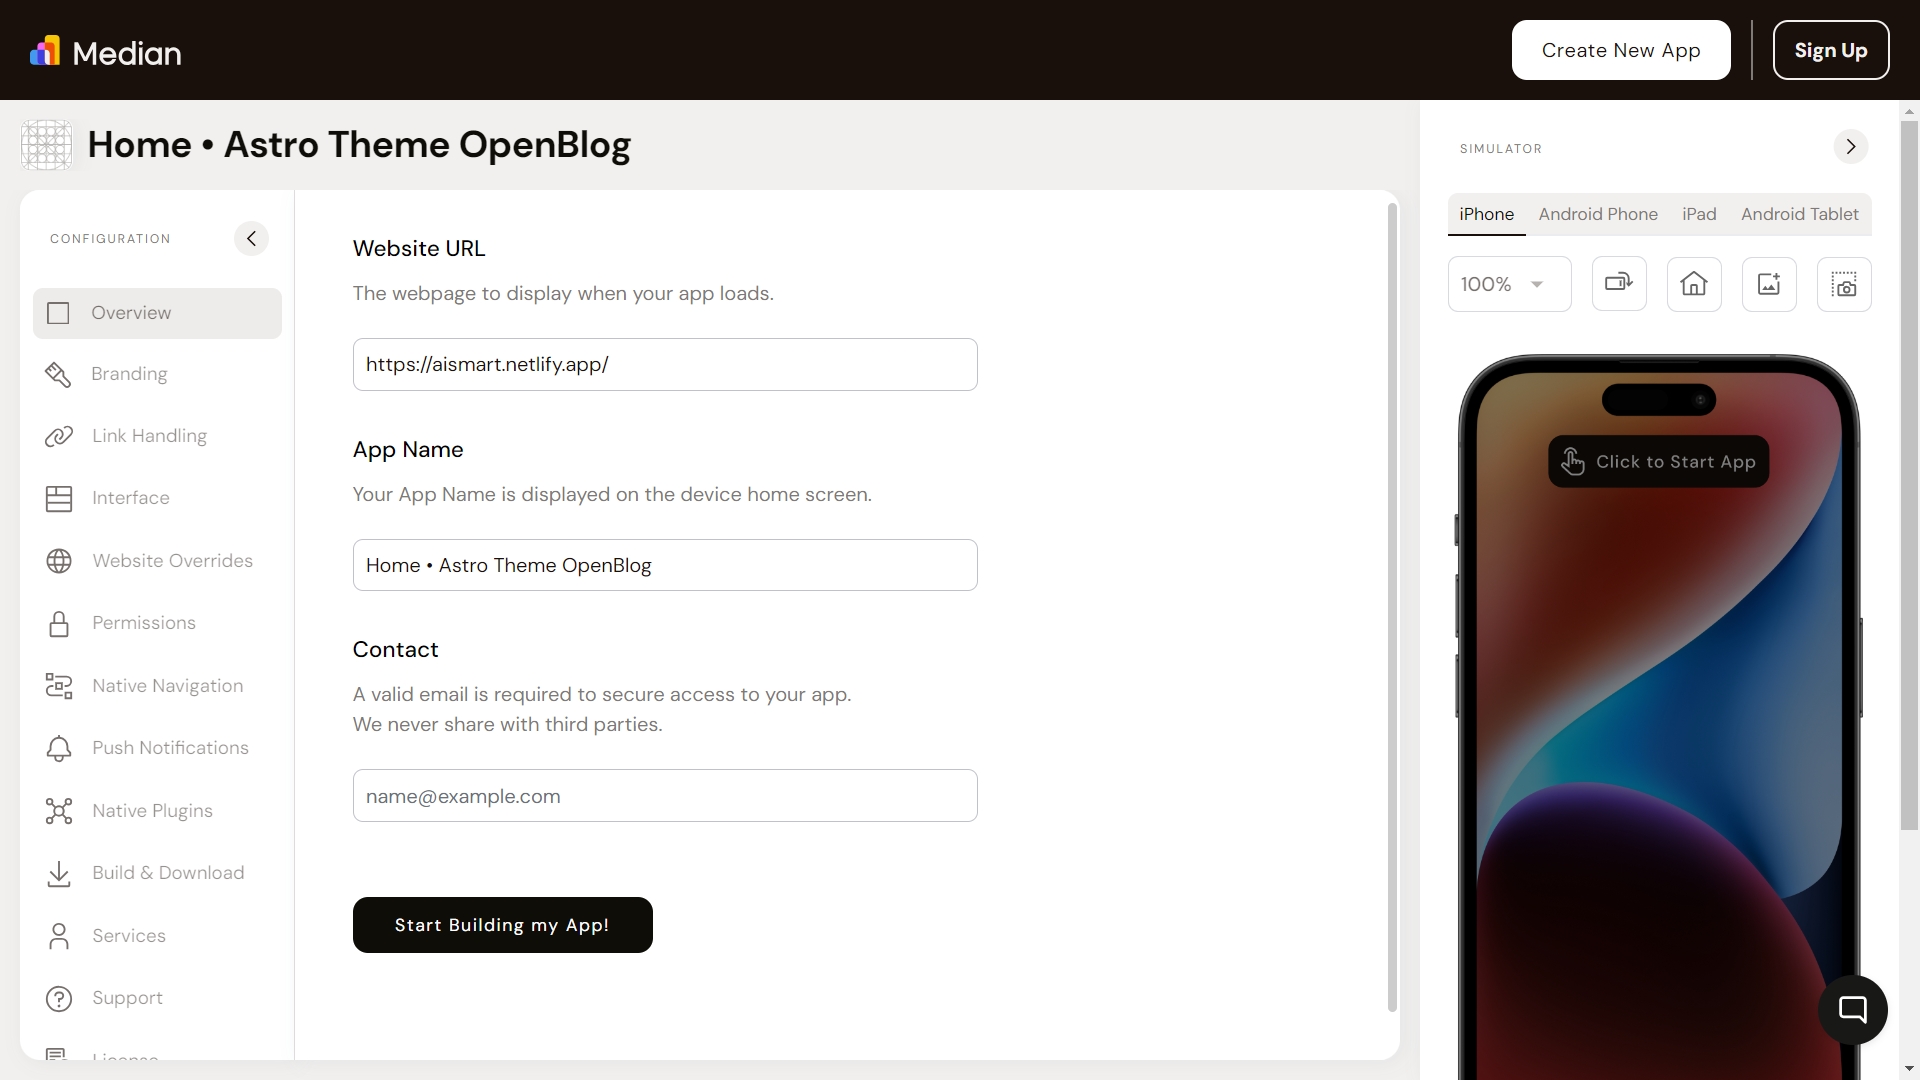 Median
Create New App
Sign Up
Home • Astro Theme OpenBlog
CONFIGURATION
Overview
Branding
Link Handling
Interface
Website Overrides
Permissions
Native Navigation
Push Notifications
Native Plugins
Build & Download
Services
Support
License
Website URL
The webpage to display when your app loads.
https://aismart.netlify.app/
App Name
Your App Name is displayed on the device home screen.
Home • Astro Theme OpenBlog
Contact
A valid email is required to secure access to your app.
We never share with third parties.
name@example.com
Start Building my App!
SIMULATOR
iPhone Android Phone iPad Android Tablet
100%
Click to Start App